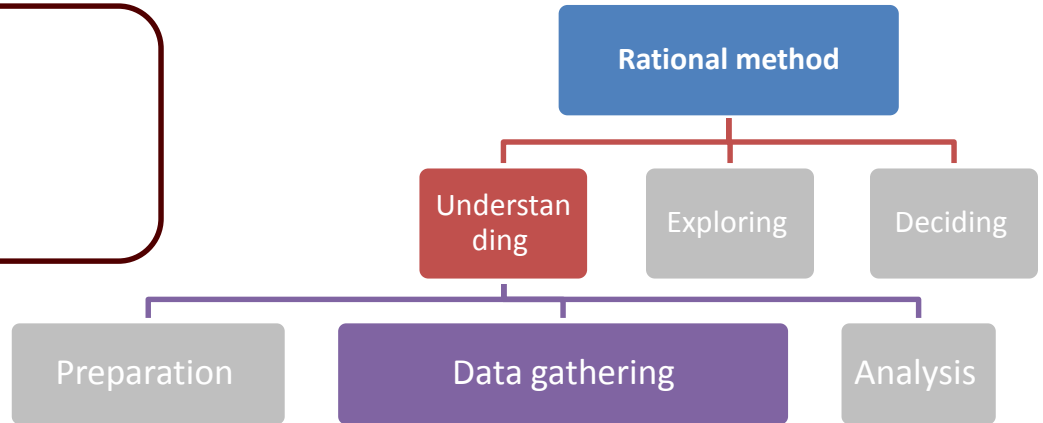 Rational method
Understan
ding
Exploring
Deciding
Preparation
Data gathering
Analysis